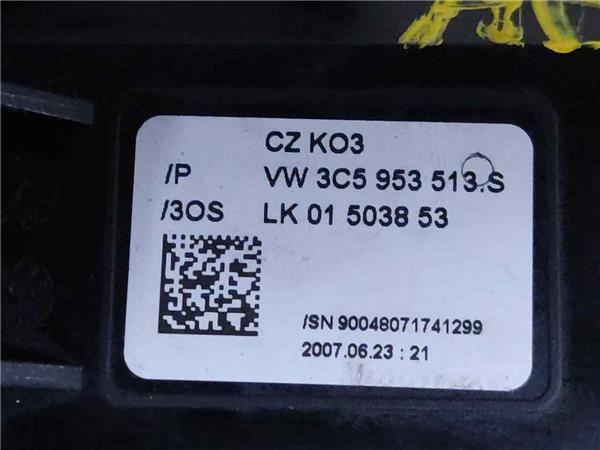 CZ KO3
/P VW 3C5 953 513.S
/3OS LK 01 5038 53
/SN 90048071741299
2007.06.23 : 21